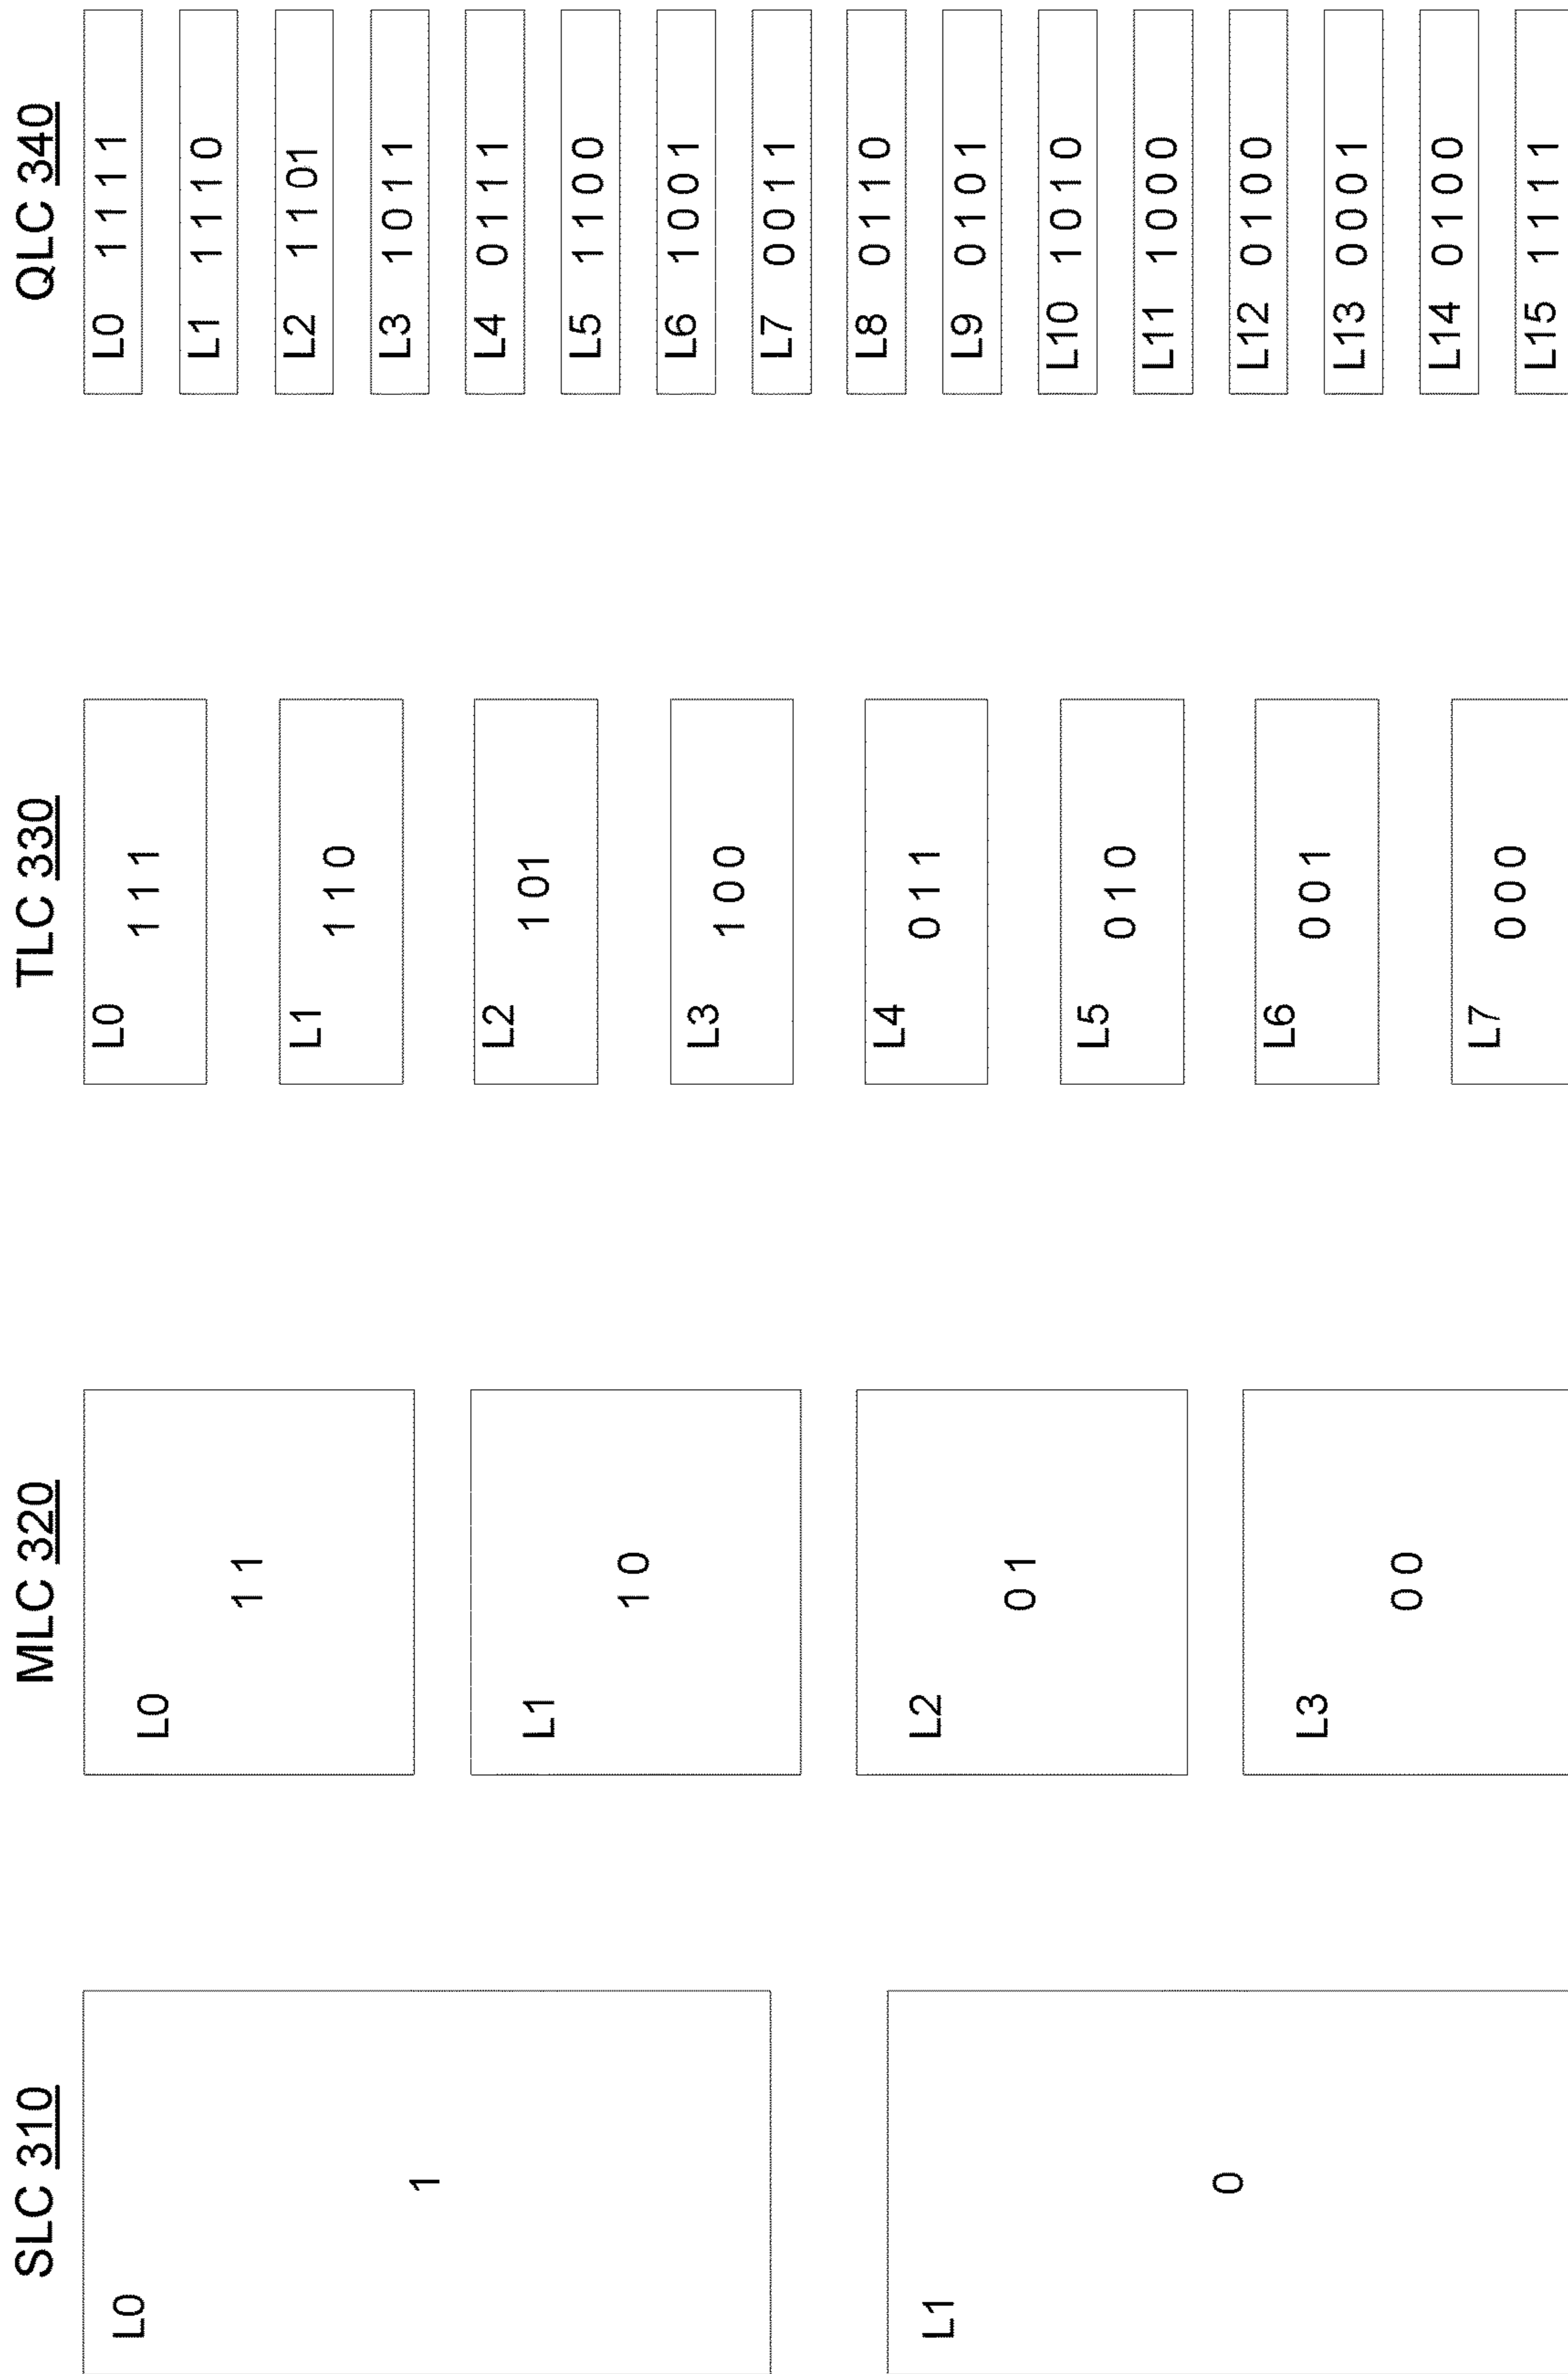 SLC 310
L0
1
L1
0
MLC 320
L0
1 1
L1
1 0
L2
0 1
L3
0 0
TLC 330
L0
1 1 1
L1
1 1 0
L2
1 01
L3
1 0 0
L4
0 1 1
L5
0 1 0
L6
0 0 1
L7
0 0 0
QLC 340
L0 1 1 1 1
L1 1 1 1 0
L2 1 1 01
L3 1 0 1 1
L4 0 1 1 1
L5 1 1 0 0
L6 1 0 0 1
L7 0 0 1 1
L8 0 1 1 0
L9 0 1 0 1
L10 1 0 1 0
L11 1 0 0 0
L12 0 1 0 0
L13 0 0 0 1
L14 0 1 0 0
L15 1 1 1 1